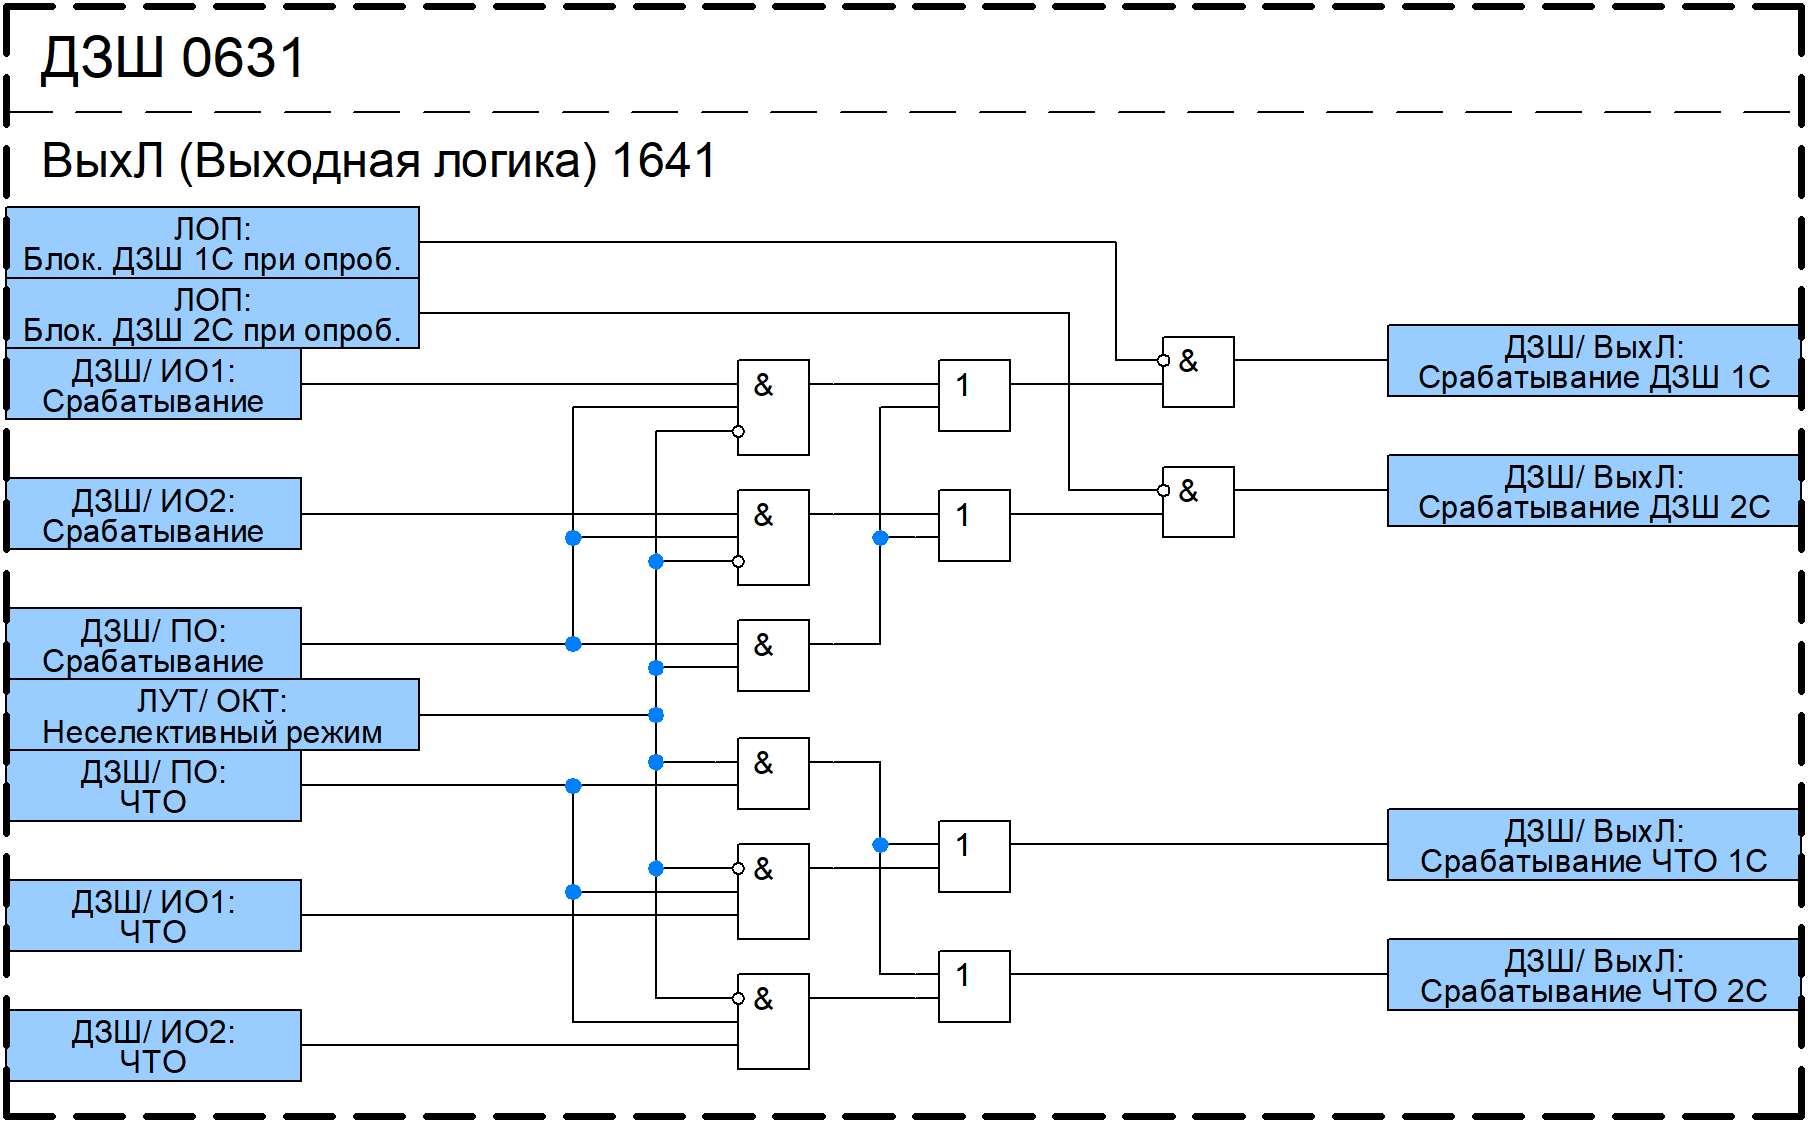 ДЗШ 0631
ВыхЛ (Выходная логика) 1641
ЛОП:
Блок. ДЗШ 1С при опроб.
ЛОП:
Блок. ДЗШ 2С при опроб.
ДЗШ/ ИО1:
Срабатывание
ДЗШ/ ИО2:
Срабатывание
ДЗШ/ ПО:
Срабатывание
ЛУТ/ ОКТ:
Неселективный режим
ДЗШ/ ПО:
ЧТО
ДЗШ/ ИО1:
ЧТО
ДЗШ/ ИО2:
ЧТО
&
&
&
&
&
&
1
1
1
1
&
&
ДЗШ/ ВыхЛ:
Срабатывание ДЗШ 1С
ДЗШ/ ВыхЛ:
Срабатывание ДЗШ 2С
ДЗШ/ ВыхЛ:
Срабатывание ЧТО 1С
ДЗШ/ ВыхЛ:
Срабатывание ЧТО 2С